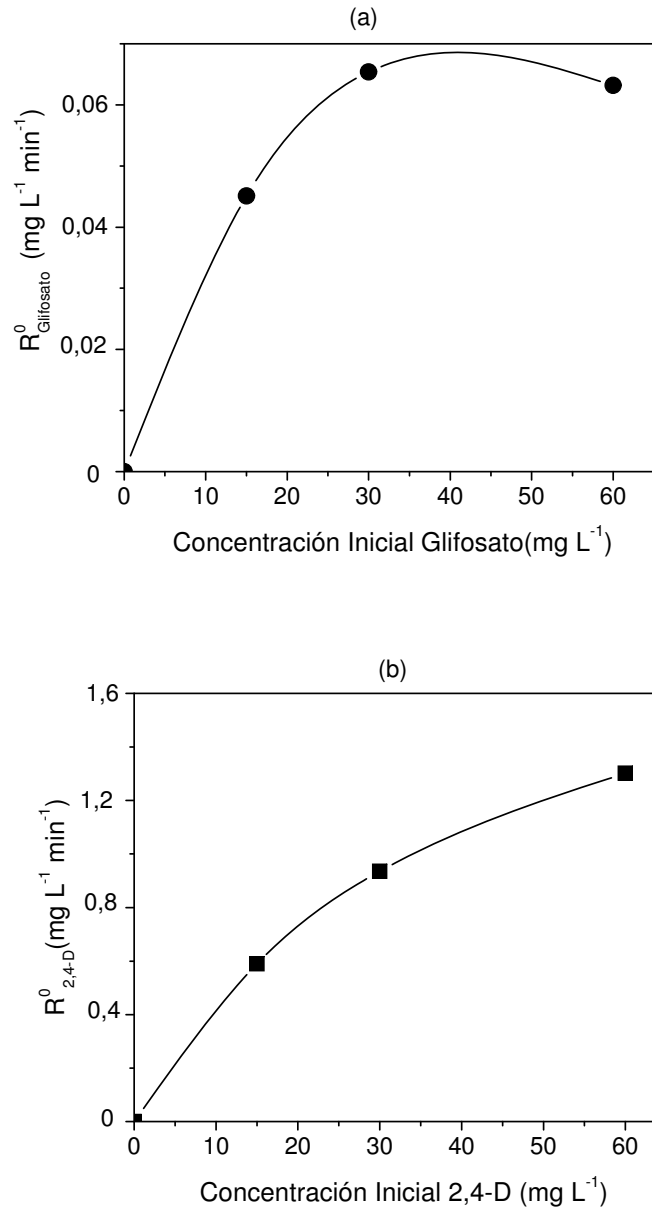 (a)
0,06
0,04
0,02
0
R⁰Glifosato (mg L⁻¹ min⁻¹)
0 10 20 30 40 50 60
Concentración Inicial Glifosato(mg L⁻¹)
(b)
1,6
1,2
0,8
0,4
0
R⁰2,4-D(mg L⁻¹ min⁻¹)
0 10 20 30 40 50 60
Concentración Inicial 2,4-D (mg L⁻¹)